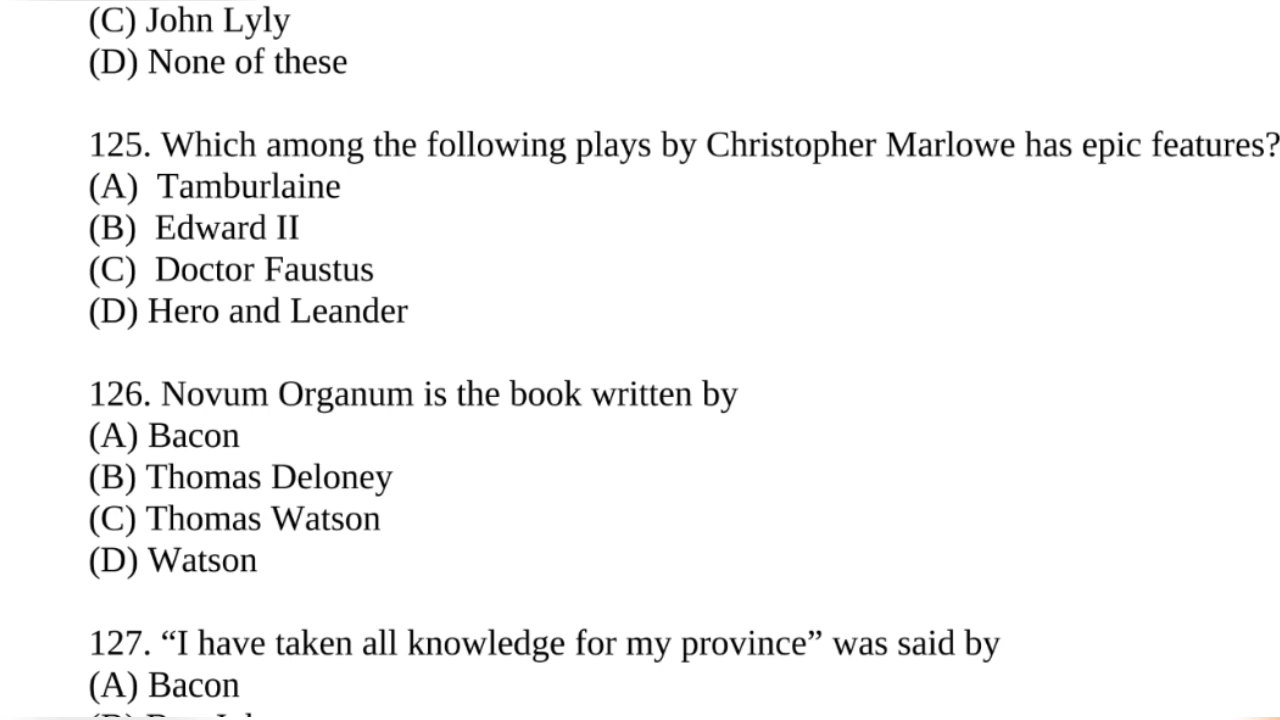 (C) John Lyly
(D) None of these
125. Which among the following plays by Christopher Marlowe has epic features?
(A) Tamburlaine
(B) Edward II
(C) Doctor Faustus
(D) Hero and Leander
126. Novum Organum is the book written by
(A) Bacon
(B) Thomas Deloney
(C) Thomas Watson
(D) Watson
127. “I have taken all knowledge for my province” was said by
(A) Bacon